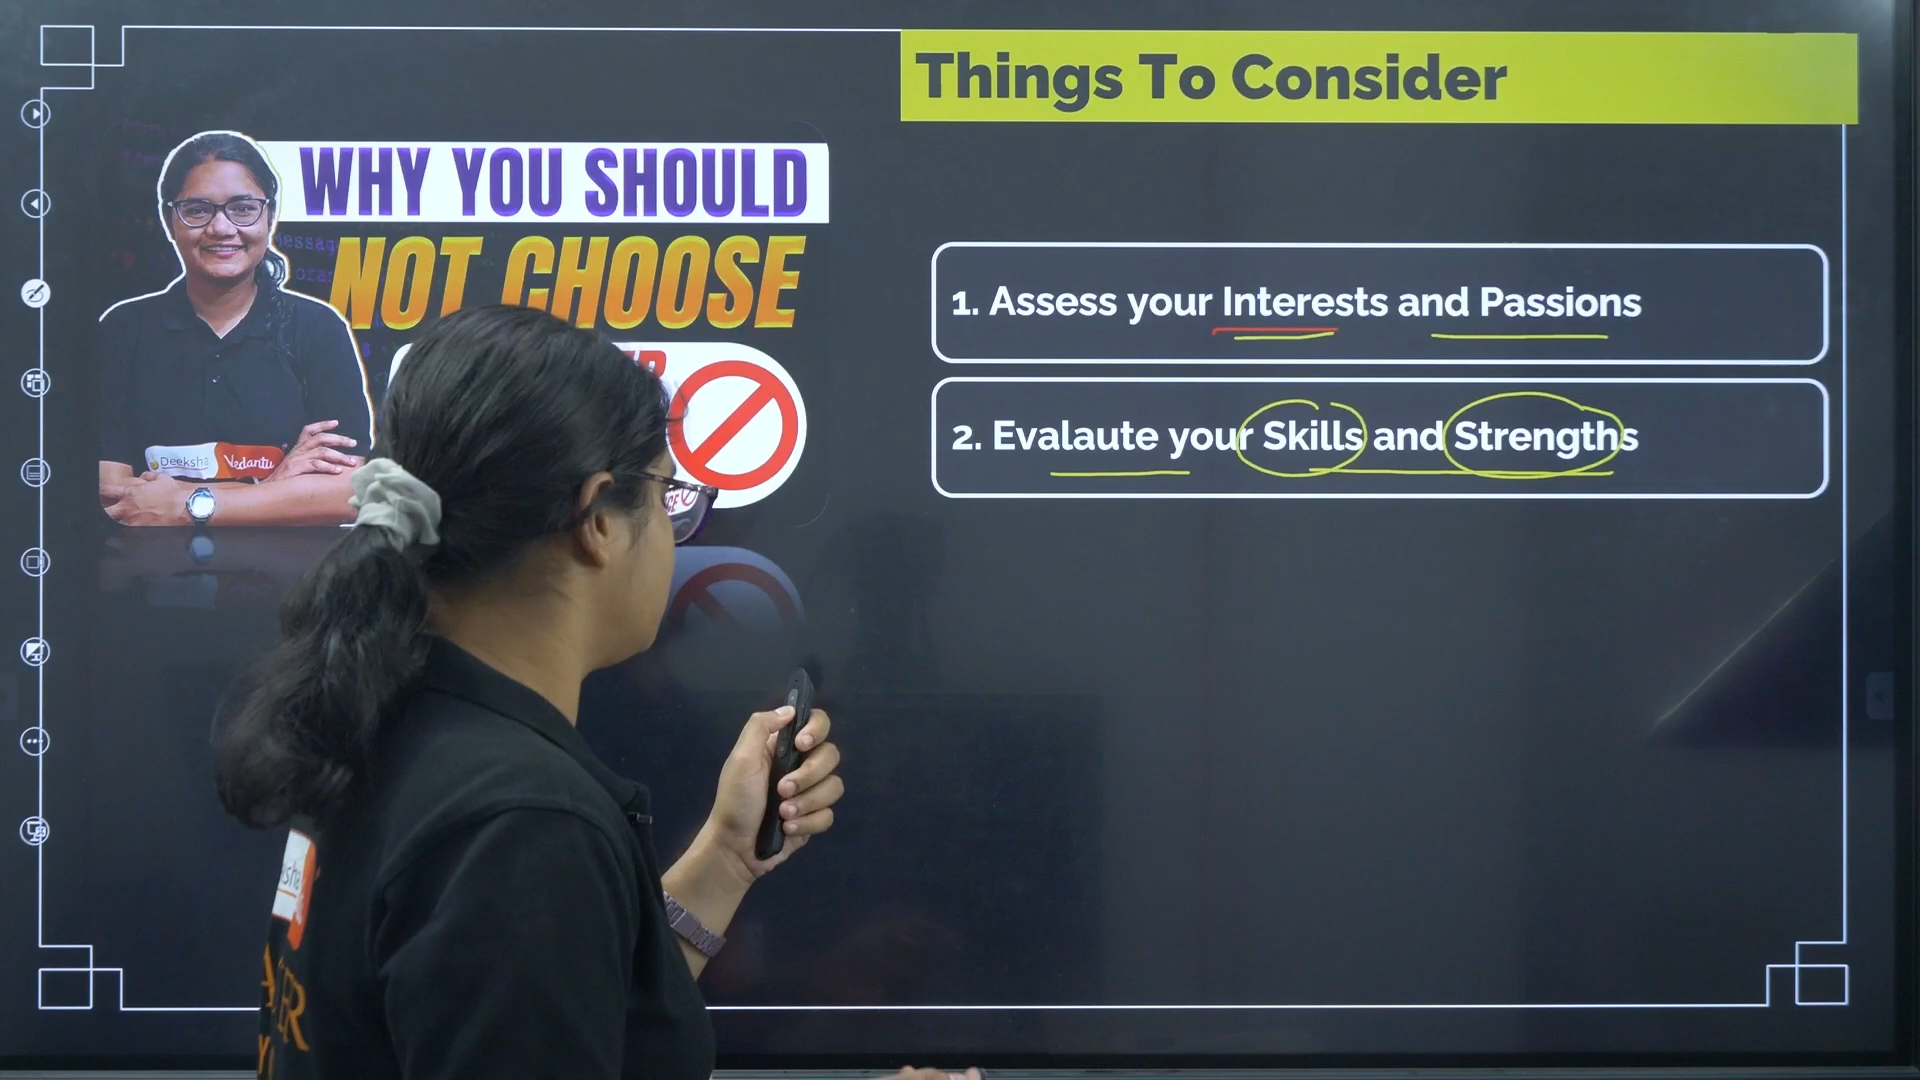 Things To Consider
WHY YOU SHOULD
NOT CHOOSE
1. Assess your Interests and Passions
2. Evalaute your Skills and Strengths
Deeksha Vedantu